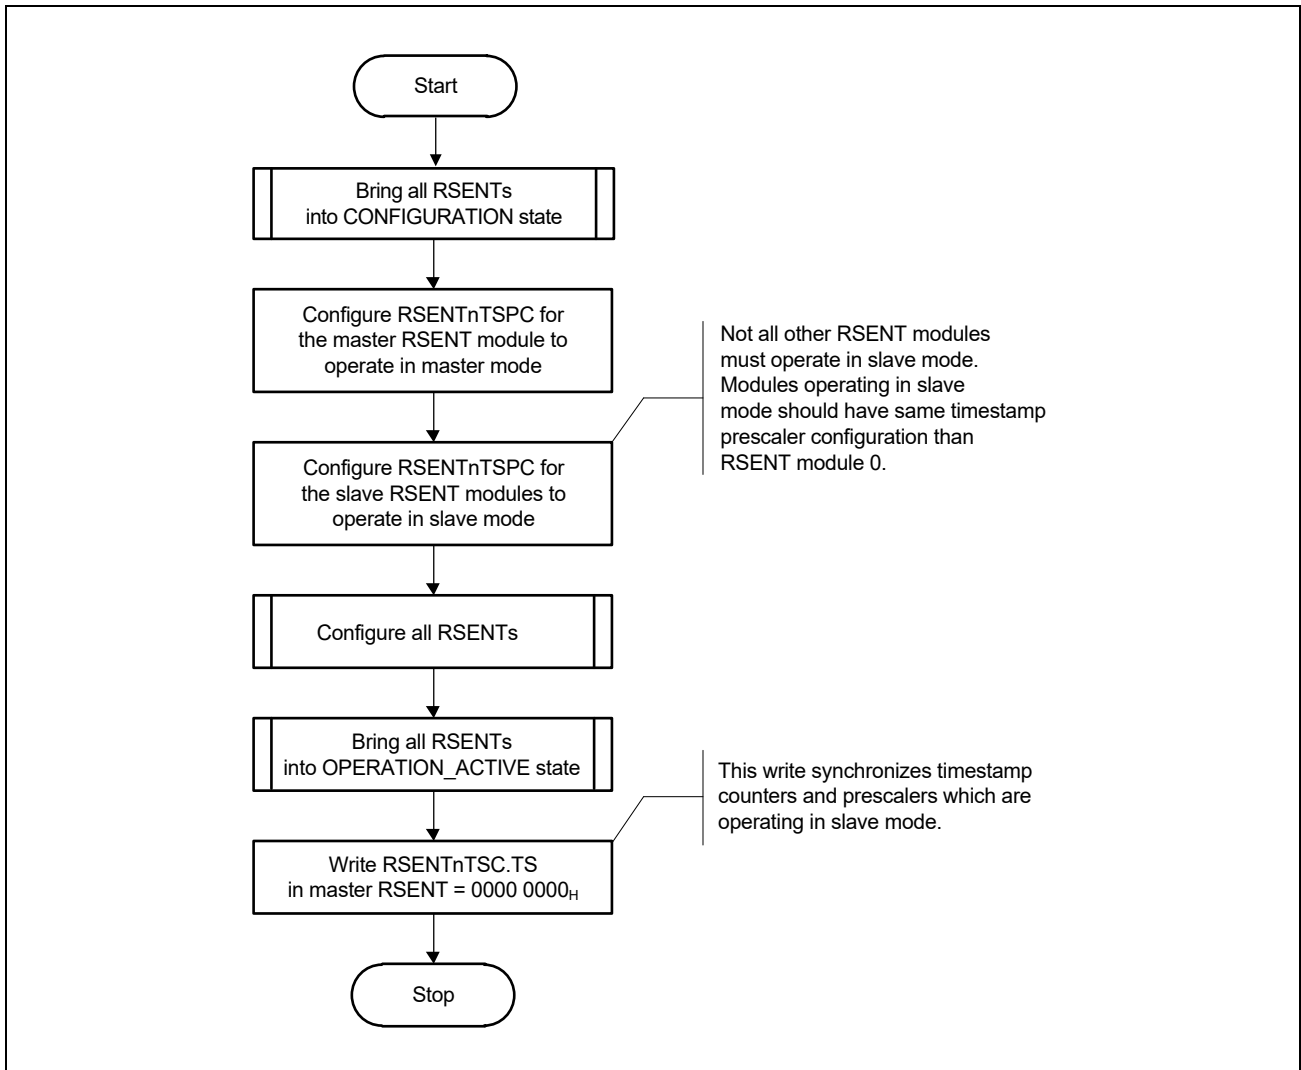 Start
Bring all RSENTs
into CONFIGURATION state
Configure RSENTnTSPC for
the master RSENT module to
operate in master mode
Not all other RSENT modules
must operate in slave mode.
Modules operating in slave
mode should have same timestamp
prescaler configuration than
RSENT module 0.
Configure RSENTnTSPC for
the slave RSENT modules to
operate in slave mode
Configure all RSENTs
Bring all RSENTs
into OPERATION_ACTIVE state
This write synchronizes timestamp
counters and prescalers which are
operating in slave mode.
Write RSENTnTSC.TS
in master RSENT = 0000 0000H
Stop